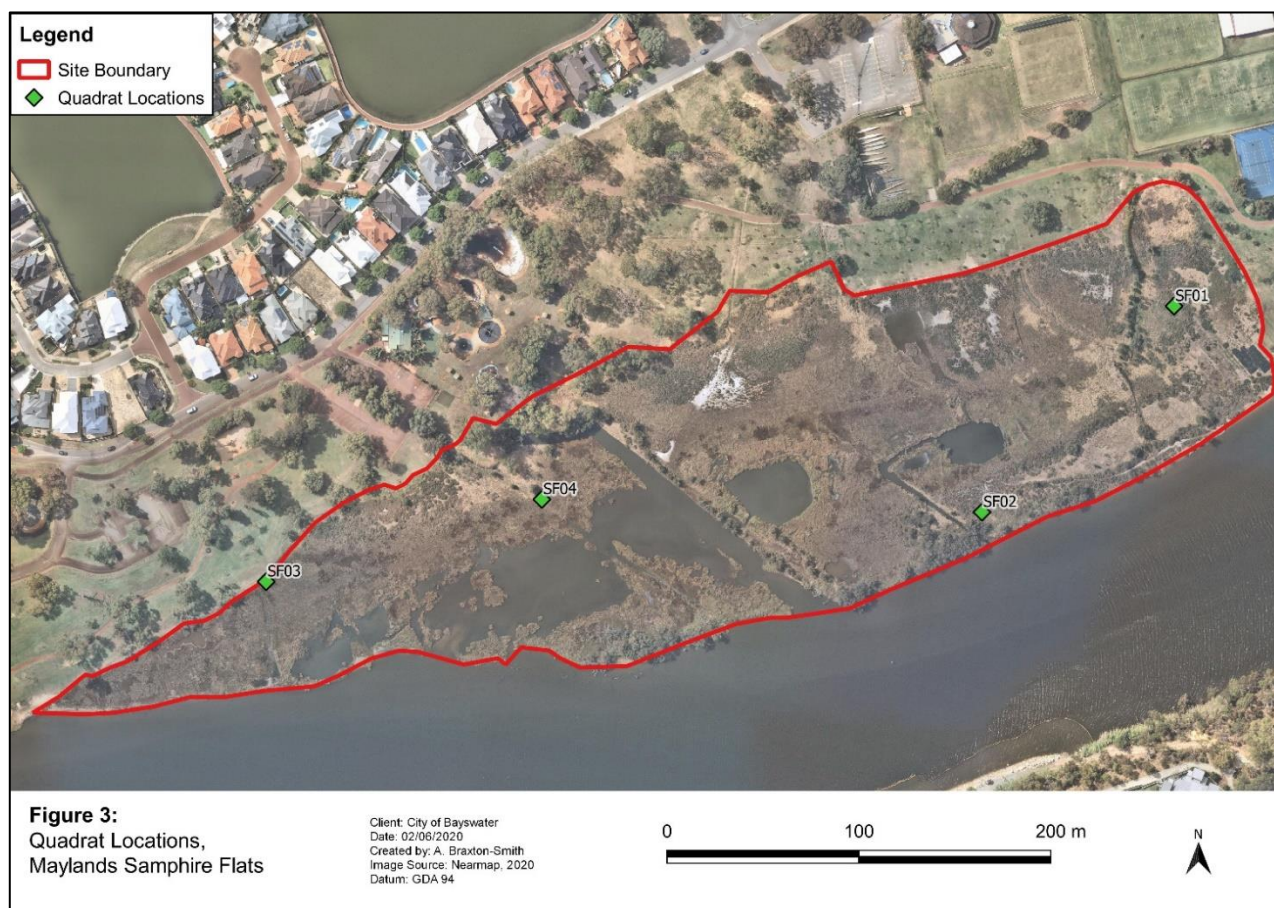 Legend
Site Boundary
Quadrat Locations
SF01
SF04
SF02
SF03
Figure 3:
Quadrat Locations,
Maylands Samphire Flats
Client: City of Bayswater
Date: 02/06/2020
Created by: A. Braxton-Smith
Image Source: Nearmap, 2020
Datum: GDA 94
0 100 200 m
N